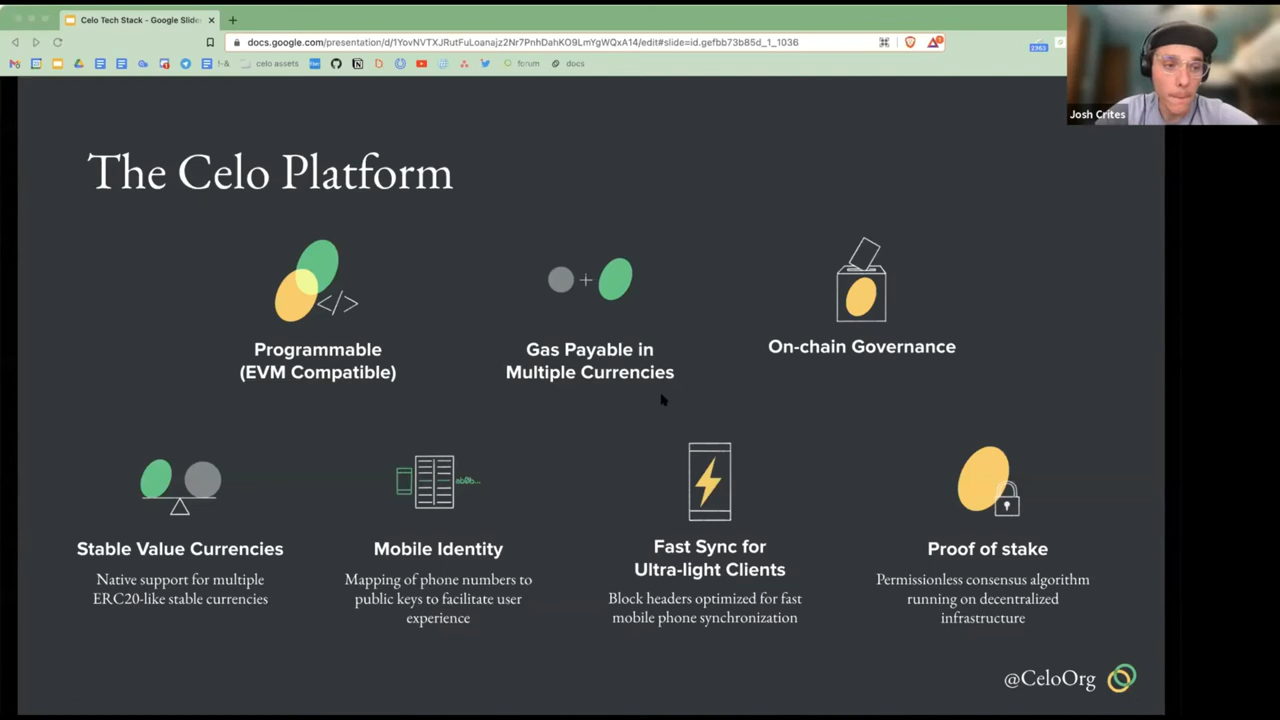 Celo Tech Stack - Google Slide
docs.google.com/presentation/d/1YovNVTXJRutFuLoanajz2Nr7PnhDahKO9LmYgWQxA14/edit#slide=id.gefbb73b85d_1_1036
2363
celo assets
forum
docs
Josh Crites
The Celo Platform
</>
Programmable
(EVM Compatible)
+
Gas Payable in
Multiple Currencies
On-chain Governance
Stable Value Currencies
Native support for multiple
ERC20-like stable currencies
Mobile Identity
Mapping of phone numbers to
public keys to facilitate user
experience
Fast Sync for
Ultra-light Clients
Block headers optimized for fast
mobile phone synchronization
Proof of stake
Permissionless consensus algorithm
running on decentralized
infrastructure
@CeloOrg